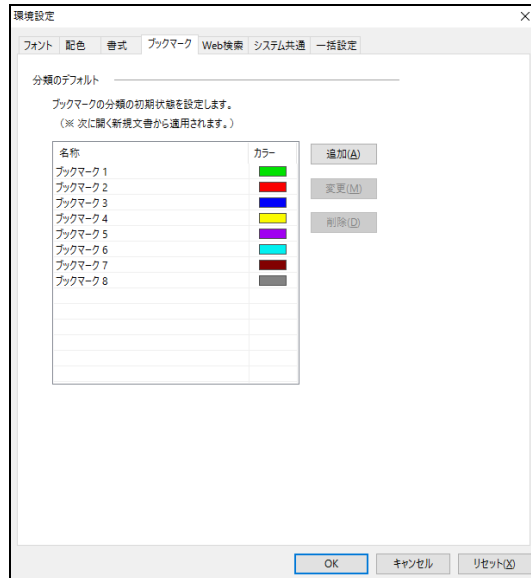 環境設定
フォント 配色 書式 ブックマーク Web検索 システム共通 一括設定
分類のデフォルト
ブックマークの分類の初期状態を設定します。
(※ 次に開く新規文書から適用されます。)
名称 カラー
ブックマーク 1
ブックマーク 2
ブックマーク 3
ブックマーク 4
ブックマーク 5
ブックマーク 6
ブックマーク 7
ブックマーク 8
追加(A)
変更(M)
削除(D)
OK キャンセル リセット(X)